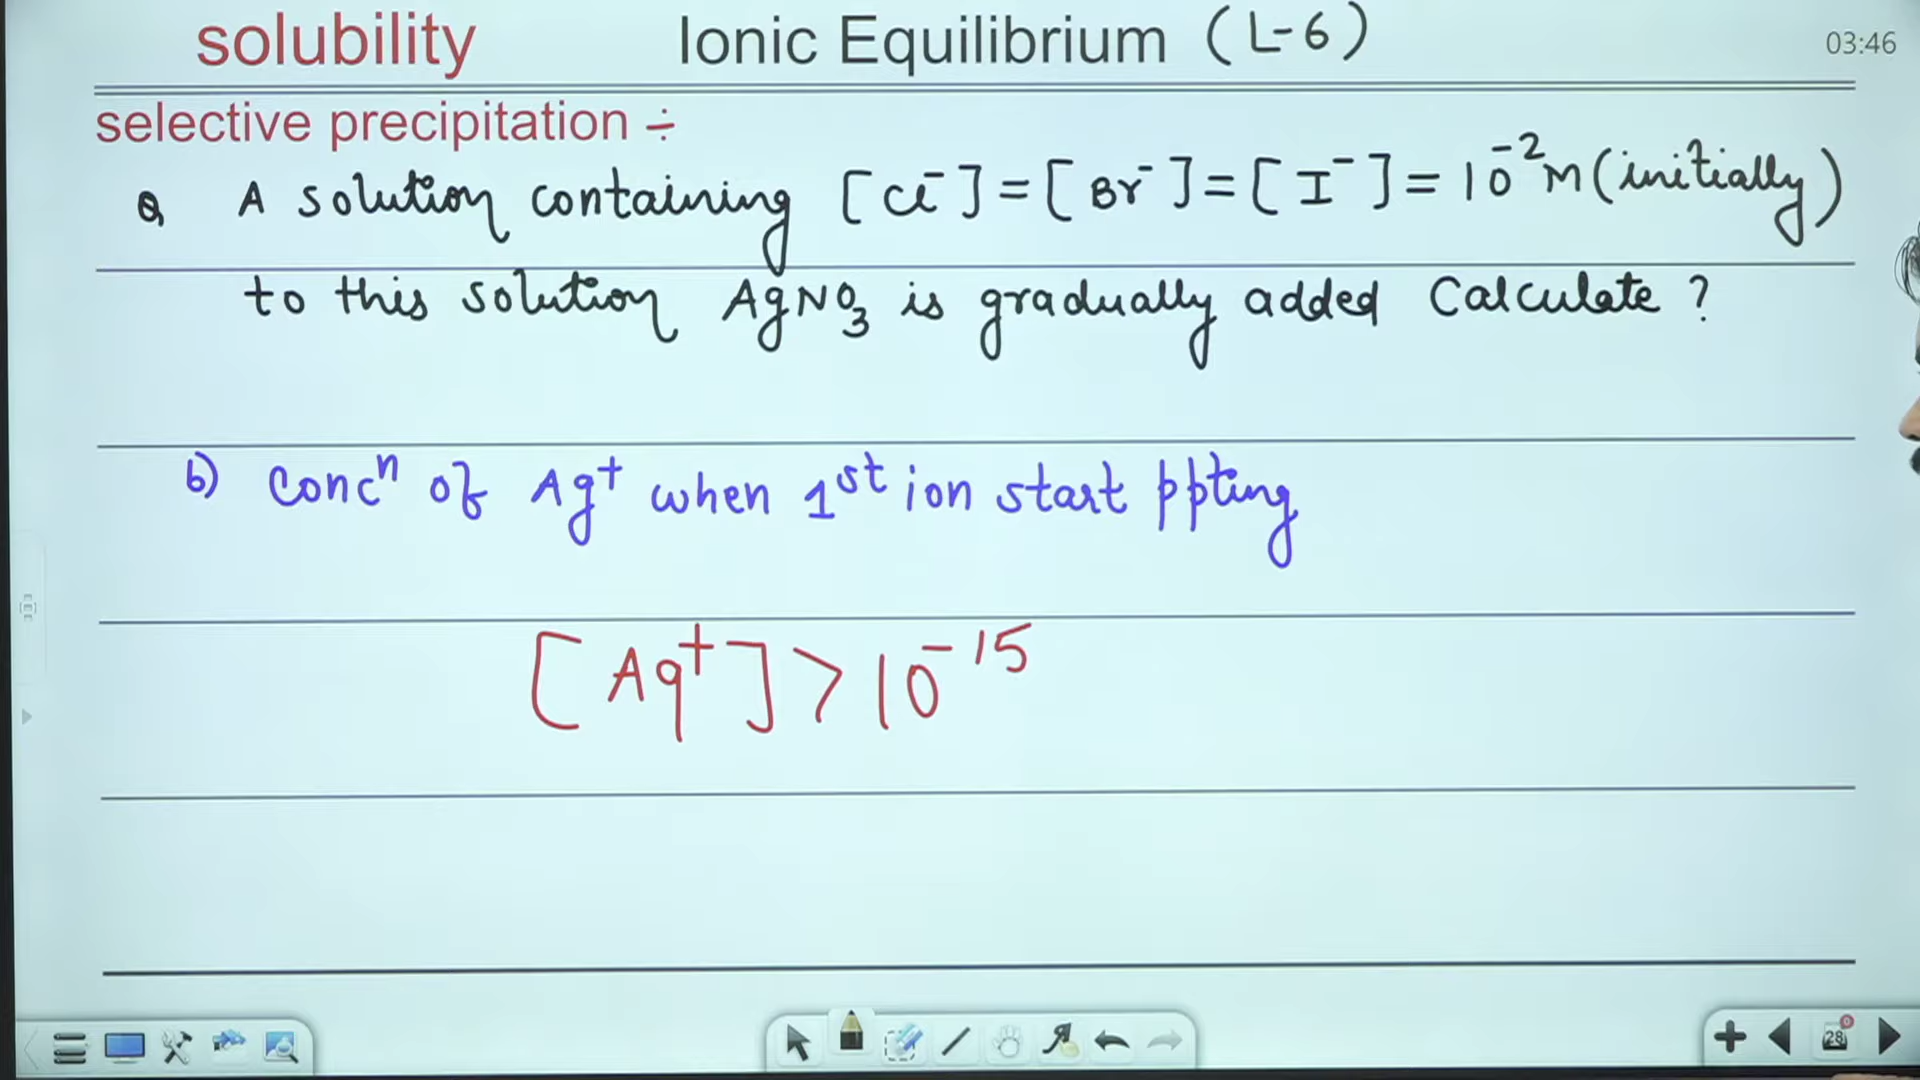 solubility Ionic Equilibrium (L-6) 03:46
selective precipitation ÷
Q A solution containing [Cl⁻] = [Br⁻] = [I⁻] = 10⁻² M (initially)
to this solution AgNO₃ is gradually added Calculate ?
b) Concⁿ of Ag⁺ when 1ˢᵗ ion start ppting
[Ag⁺] > 10⁻¹⁵
28